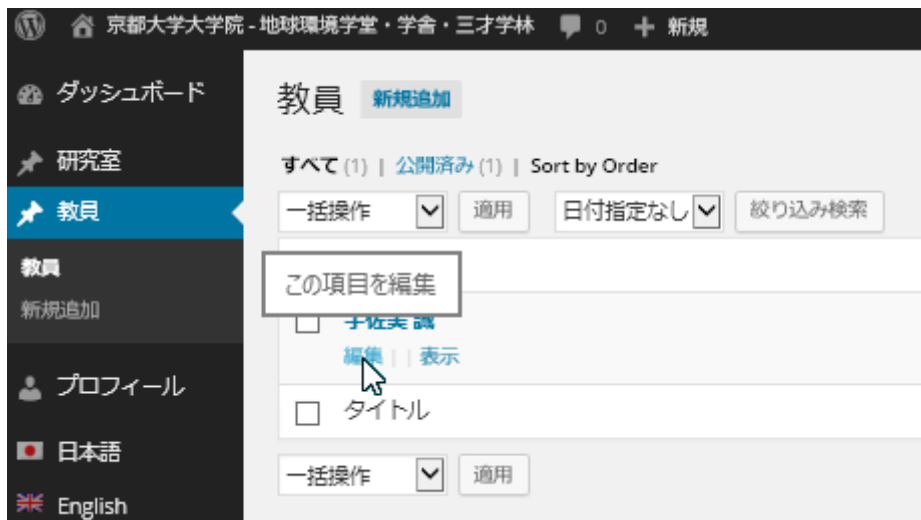 京都大学大学院 - 地球環境学堂・学舎・三才学林 0 新規
ダッシュボード
研究室
教員
教員
新規追加
プロフィール
日本語
English
教員 新規追加
すべて (1) | 公開済み (1) | Sort by Order
一括操作 適用 日付指定なし 絞り込み検索
この項目を編集
宇佐美 誠
編集 | | 表示
タイトル
一括操作 適用